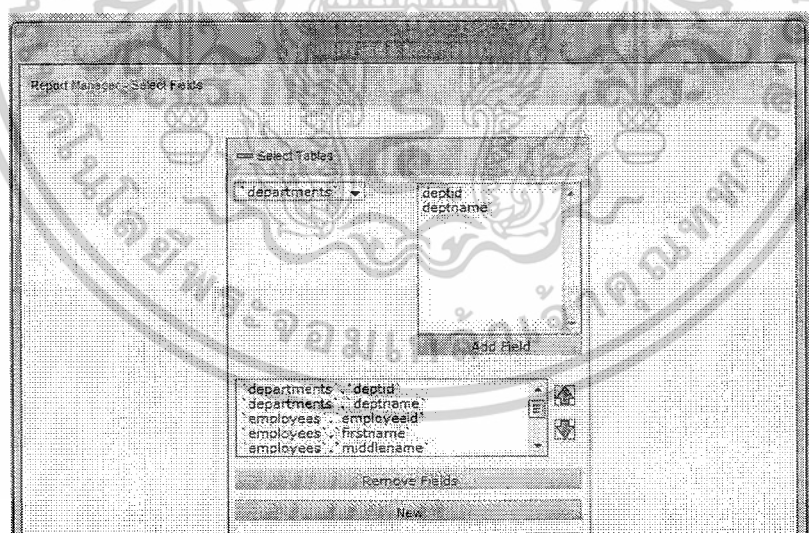 Report Manager - Select Fields
Select Tables
`departments`
deptid
deptname
Add Field
`departments`.`deptid`
`departments`.`deptname`
`employees`.`employeeid`
`employees`.`firstname`
`employees`.`middlename`
Remove Fields
New